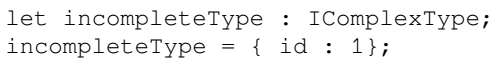 let incompleteType : IComplexType;
incompleteType = { id : 1};